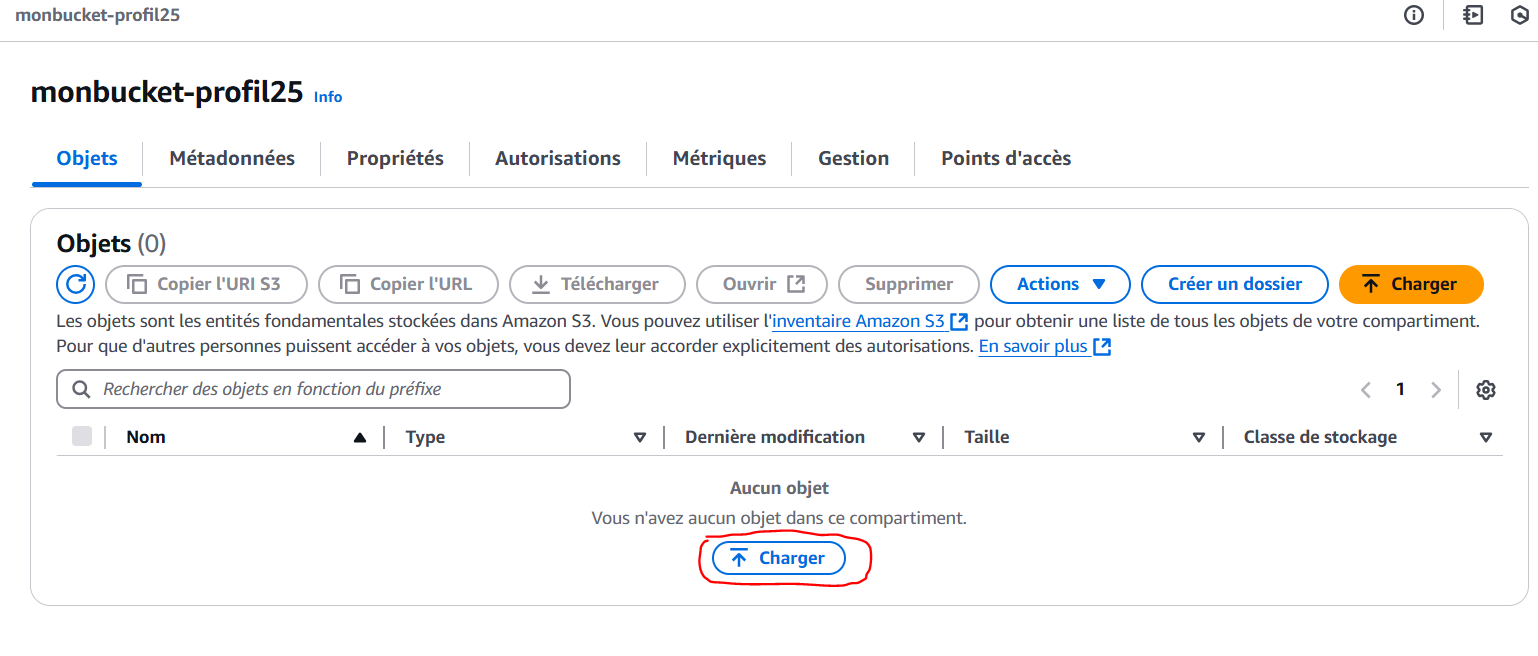 monbucket-profil25
monbucket-profil25 Info
Objets Métadonnées Propriétés Autorisations Métriques Gestion Points d'accès
Objets (0)
Copier l'URI S3 Copier l'URL Télécharger Ouvrir Supprimer Actions Créer un dossier Charger
Les objets sont les entités fondamentales stockées dans Amazon S3. Vous pouvez utiliser l'inventaire Amazon S3 pour obtenir une liste de tous les objets de votre compartiment.
Pour que d'autres personnes puissent accéder à vos objets, vous devez leur accorder explicitement des autorisations. En savoir plus
Rechercher des objets en fonction du préfixe 1
Nom Type Dernière modification Taille Classe de stockage
Aucun objet
Vous n'avez aucun objet dans ce compartiment.
Charger